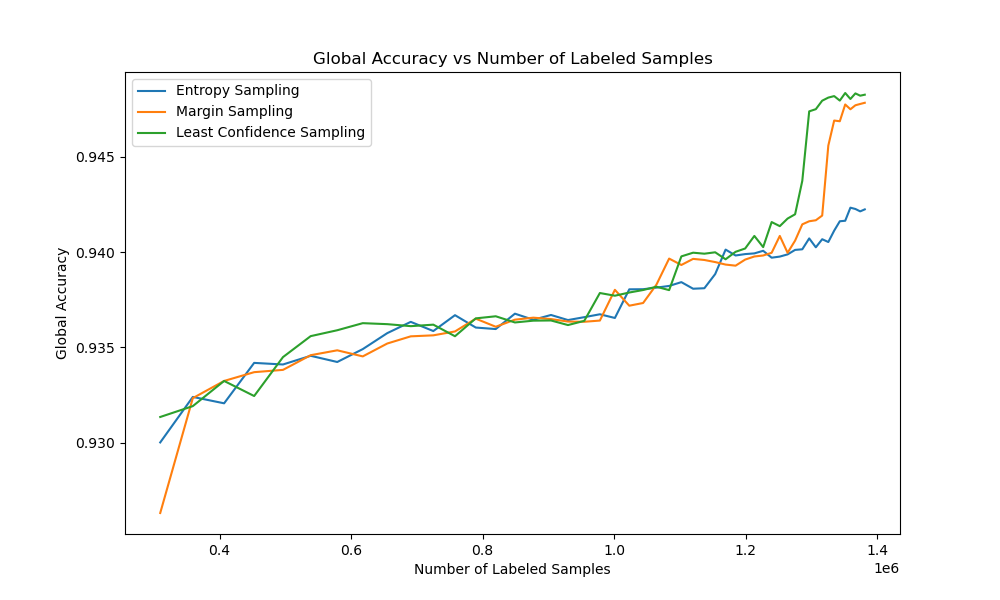 Global Accuracy vs Number of Labeled Samples
Entropy Sampling
Margin Sampling
Least Confidence Sampling
0.945
0.940
0.935
0.930
Global Accuracy
0.4 0.6 0.8 1.0 1.2 1.4
1e6
Number of Labeled Samples